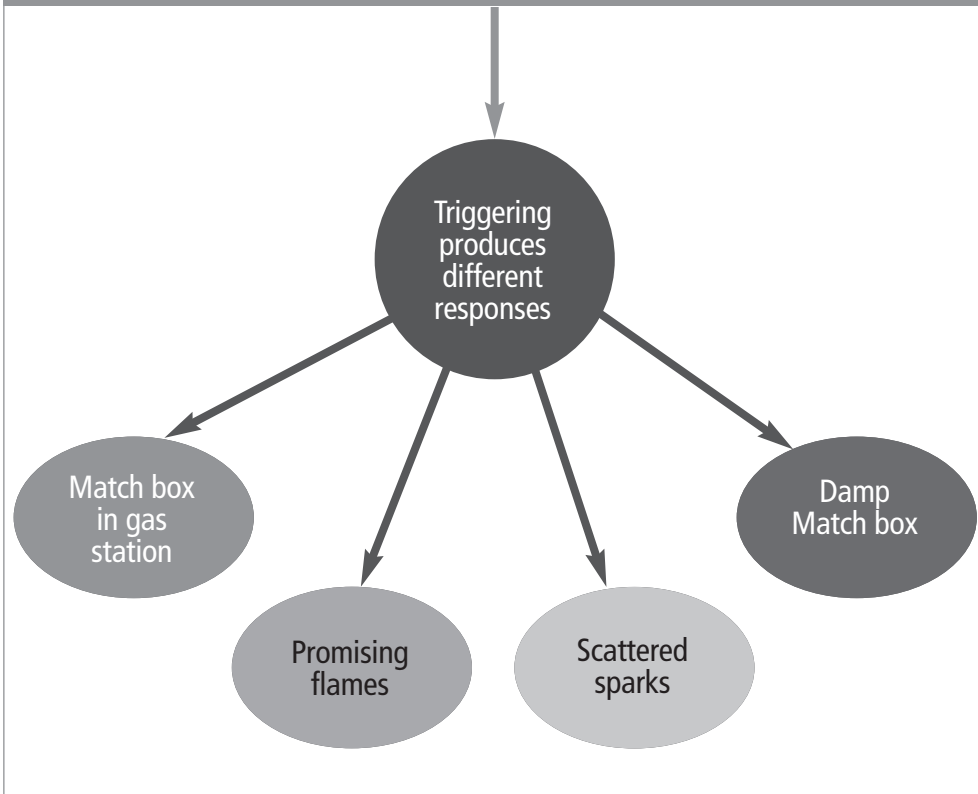 Triggering
produces
different
responses
Match box
in gas
station
Damp
Match box
Promising
flames
Scattered
sparks